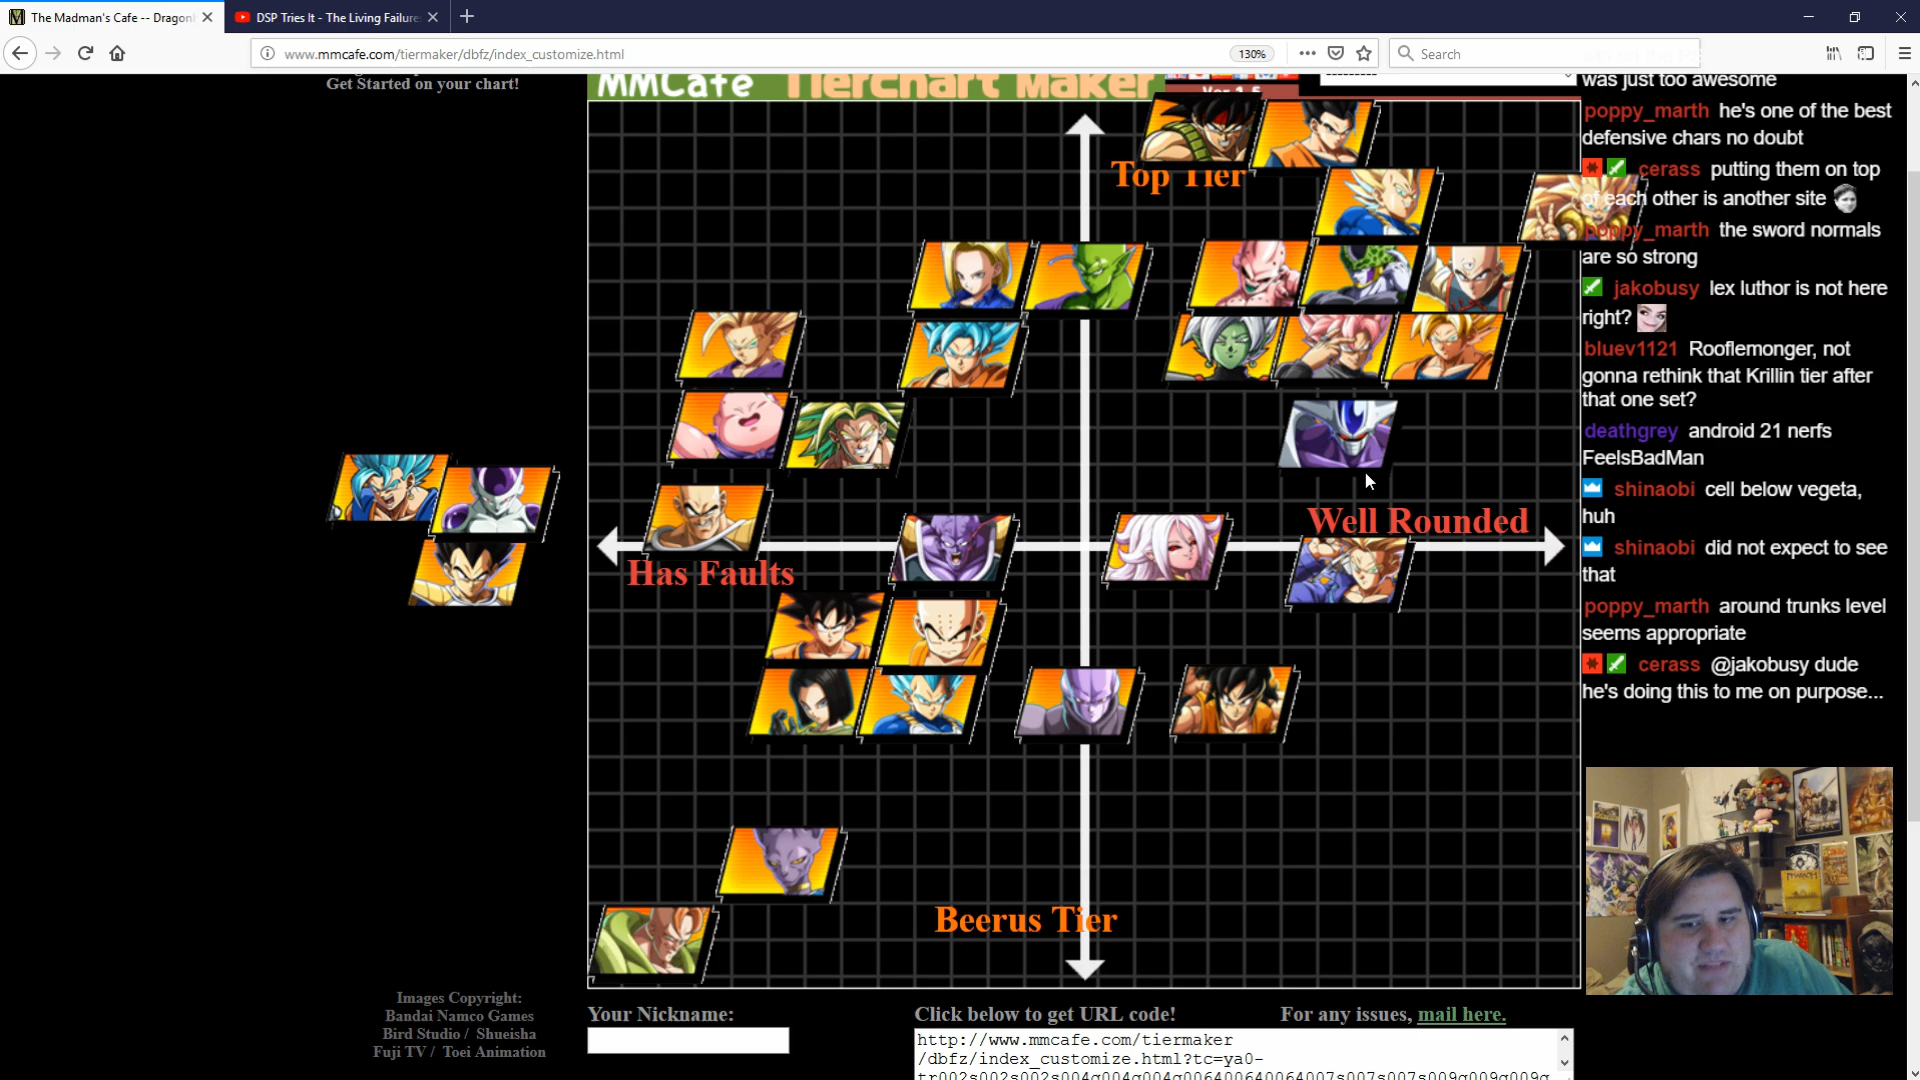 The Madman's Cafe -- Dragon
DSP Tries It - The Living Failure
www.mmcafe.com/tiermaker/dbfz/index_customize.html
130%
Search
Get Started on your chart!
MMCafe Tierchart Maker
Top Tier
Well Rounded
Has Faults
Beerus Tier
was just too awesome
poppy_marth he's one of the best
defensive chars no doubt
cerass putting them on top
of each other is another site
poppy_marth the sword normals
are so strong
jakobusy lex luthor is not here
right?
bluev1121 Rooflemonger, not
gonna rethink that Krillin tier after
that one set?
deathgrey android 21 nerfs
FeelsBadMan
shinaobi cell below vegeta,
huh
shinaobi did not expect to see
that
poppy_marth around trunks level
seems appropriate
cerass @jakobusy dude
he's doing this to me on purpose...
Images Copyright:
Bandai Namco Games
Bird Studio / Shueisha
Fuji TV / Toei Animation
Your Nickname:
Click below to get URL code!
For any issues, mail here.
http://www.mmcafe.com/tiermaker
/dbfz/index_customize.html?tc=ya0-